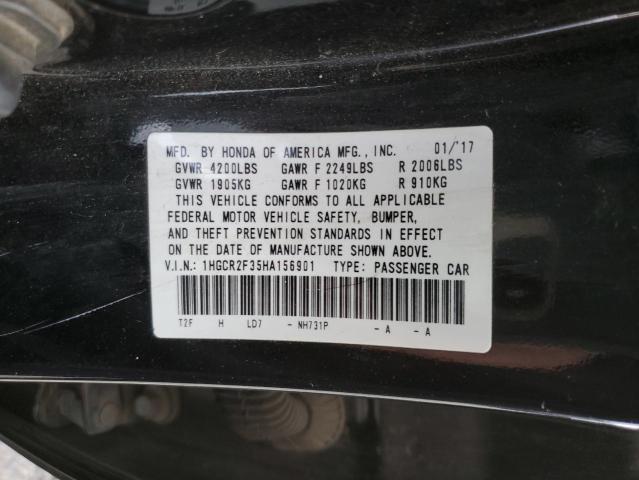 MFD. BY HONDA OF AMERICA MFG., INC. 01/'17
GVWR 4200LBS GAWR F 2249LBS R 2006LBS
GVWR 1905KG GAWR F 1020KG R 910KG
THIS VEHICLE CONFORMS TO ALL APPLICABLE
FEDERAL MOTOR VEHICLE SAFETY, BUMPER,
AND THEFT PREVENTION STANDARDS IN EFFECT
ON THE DATE OF MANUFACTURE SHOWN ABOVE.
V.I.N.: 1HGCR2F35HA156901 TYPE: PASSENGER CAR
T2F H LD7 - NH731P - A - A